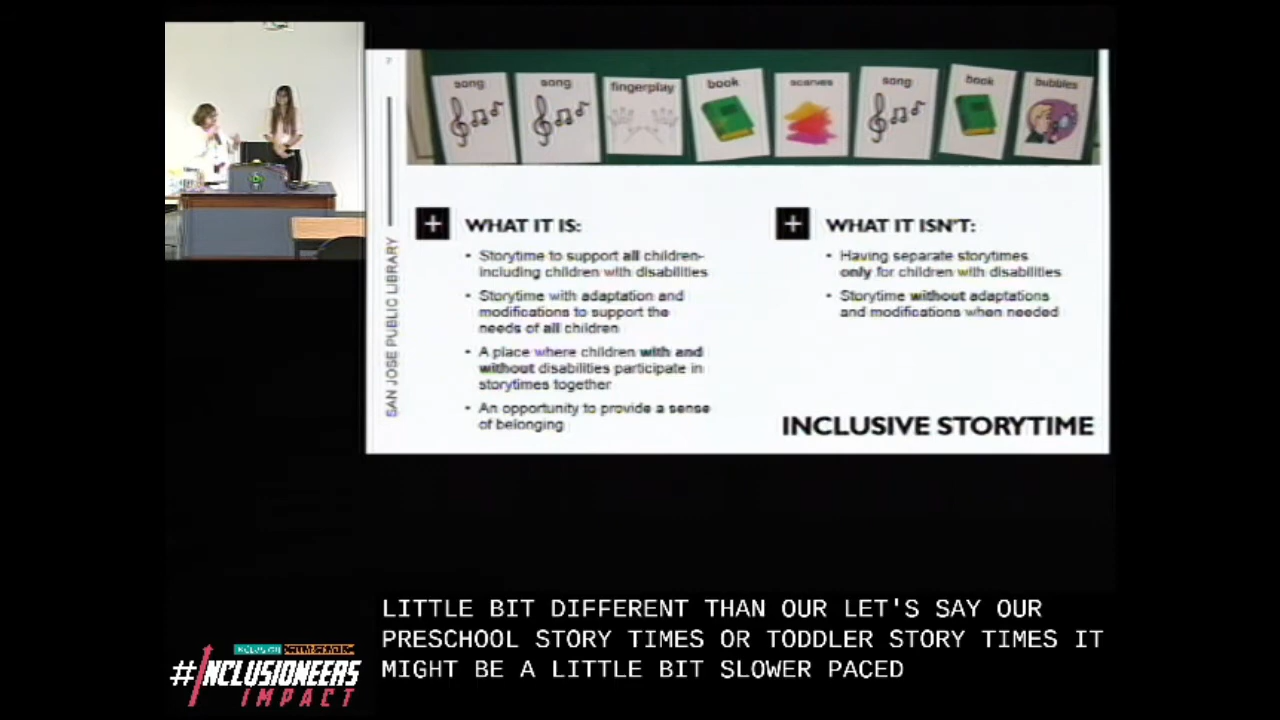 7
song
song
fingerplay
book
scarves
song
book
bubbles
SAN JOSE PUBLIC LIBRARY
+ WHAT IT IS:
• Storytime to support all children-
including children with disabilities
• Storytime with adaptation and
modifications to support the
needs of all children
• A place where children with and
without disabilities participate in
storytimes together
• An opportunity to provide a sense
of belonging
+ WHAT IT ISN'T:
• Having separate storytimes
only for children with disabilities
• Storytime without adaptations
and modifications when needed
INCLUSIVE STORYTIME
LITTLE BIT DIFFERENT THAN OUR LET'S SAY OUR
PRESCHOOL STORY TIMES OR TODDLER STORY TIMES IT
MIGHT BE A LITTLE BIT SLOWER PACED
#INCLUSIONEERS
IMPACT